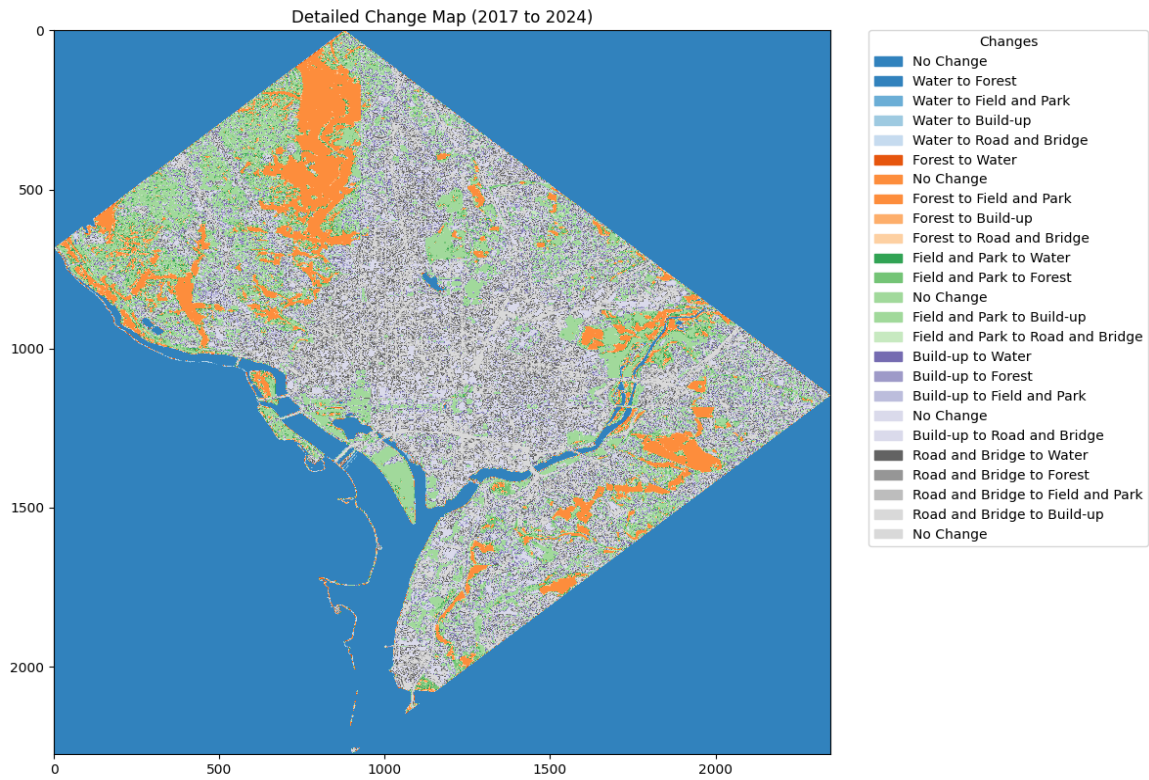 Detailed Change Map (2017 to 2024)
0
500
1000
1500
2000
0
500
1000
1500
2000
Changes
No Change
Water to Forest
Water to Field and Park
Water to Build-up
Water to Road and Bridge
Forest to Water
No Change
Forest to Field and Park
Forest to Build-up
Forest to Road and Bridge
Field and Park to Water
Field and Park to Forest
No Change
Field and Park to Build-up
Field and Park to Road and Bridge
Build-up to Water
Build-up to Forest
Build-up to Field and Park
No Change
Build-up to Road and Bridge
Road and Bridge to Water
Road and Bridge to Forest
Road and Bridge to Field and Park
Road and Bridge to Build-up
No Change